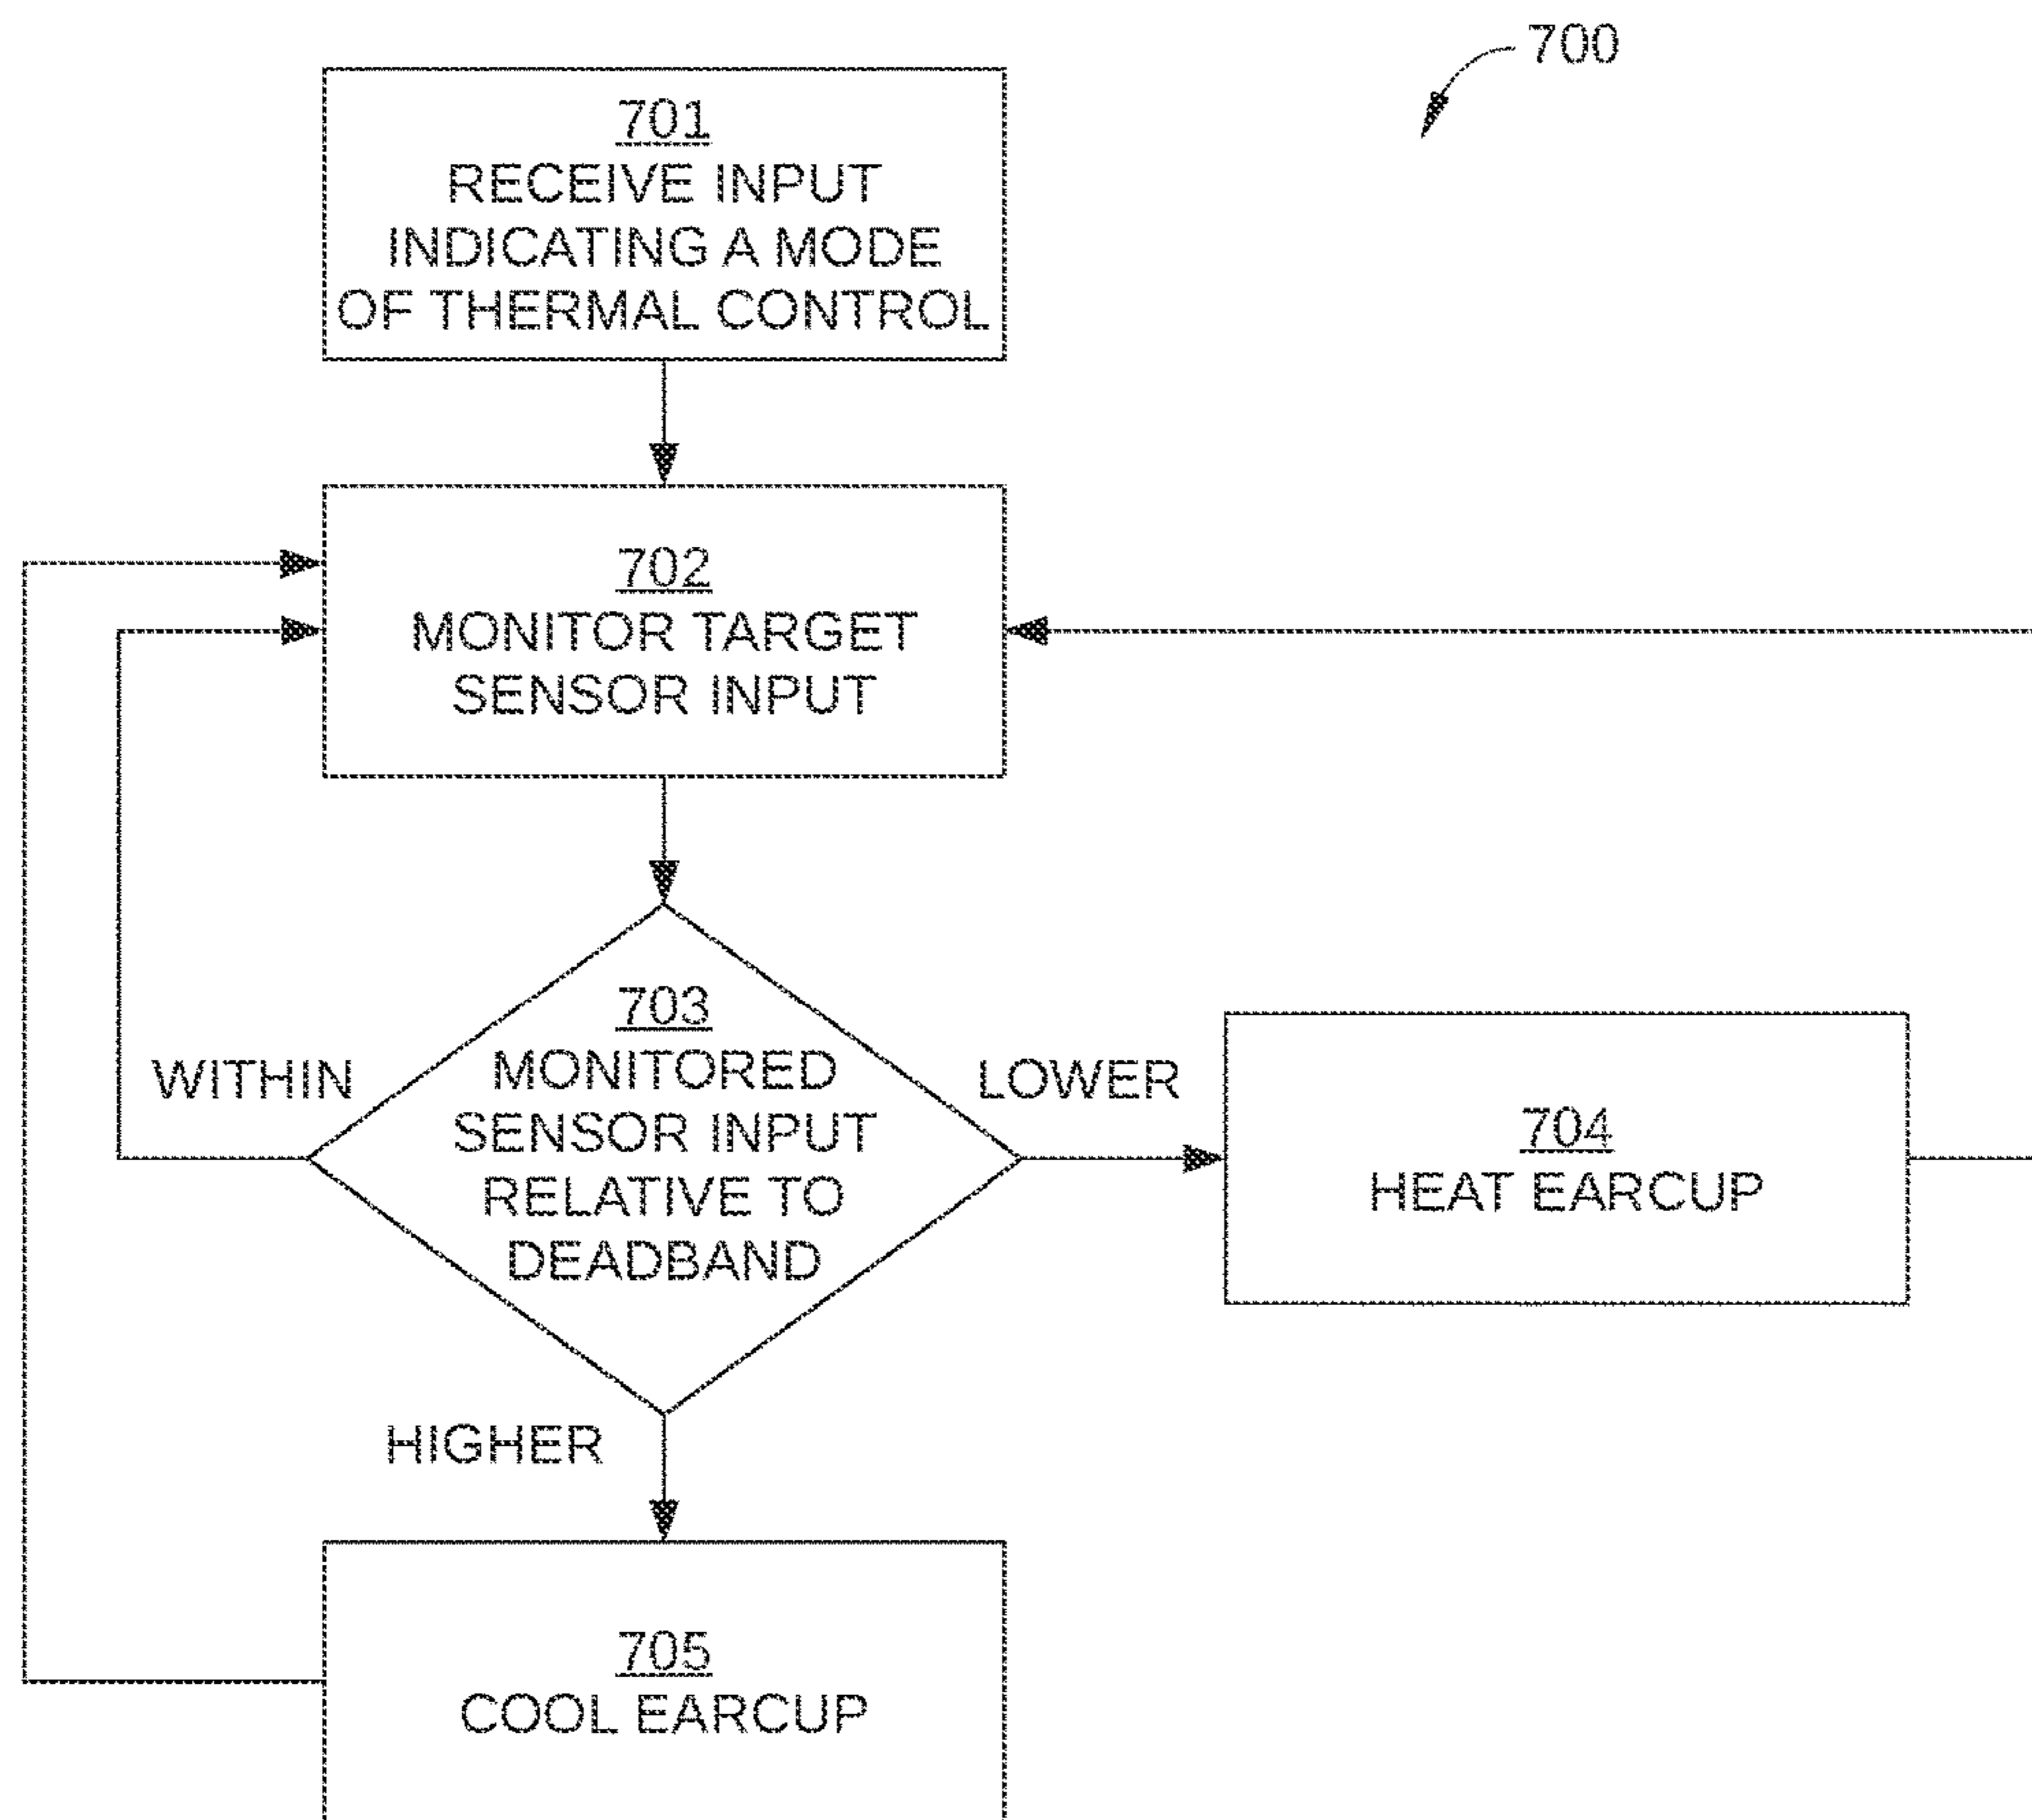 700
701
RECEIVE INPUT
INDICATING A MODE
OF THERMAL CONTROL
702
MONITOR TARGET
SENSOR INPUT
703
MONITORED
SENSOR INPUT
RELATIVE TO
DEADBAND
WITHIN
LOWER
704
HEAT EARCUP
HIGHER
705
COOL EARCUP